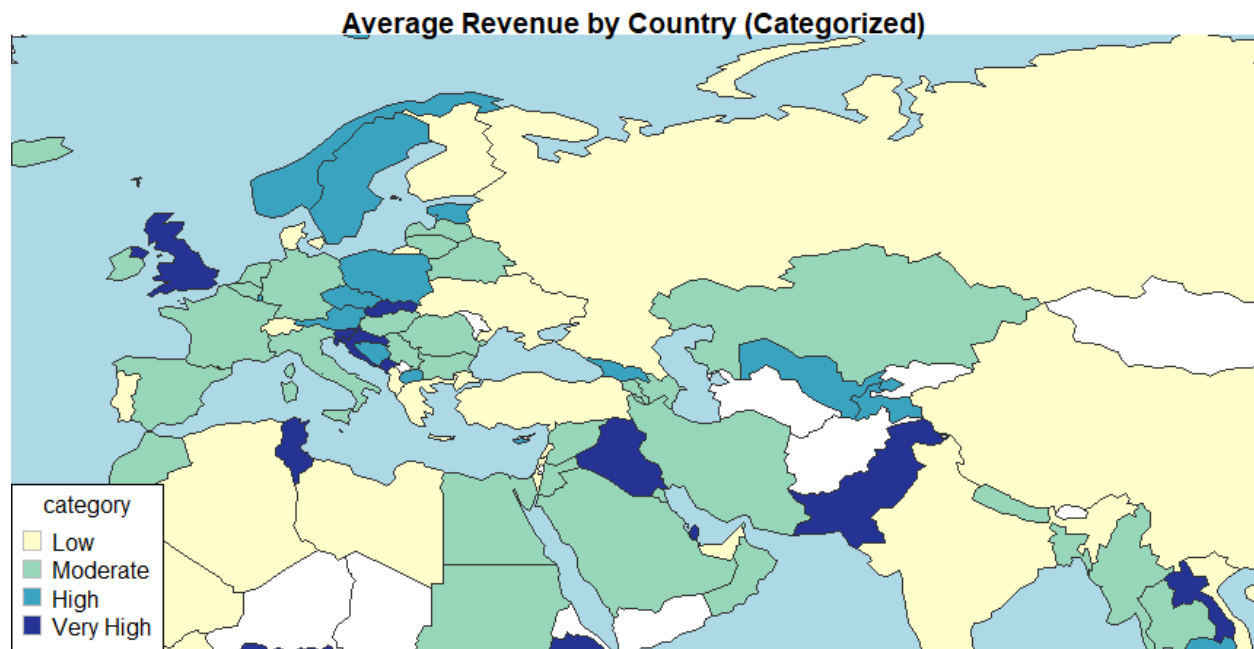 Average Revenue by Country (Categorized)
category
Low
Moderate
High
Very High